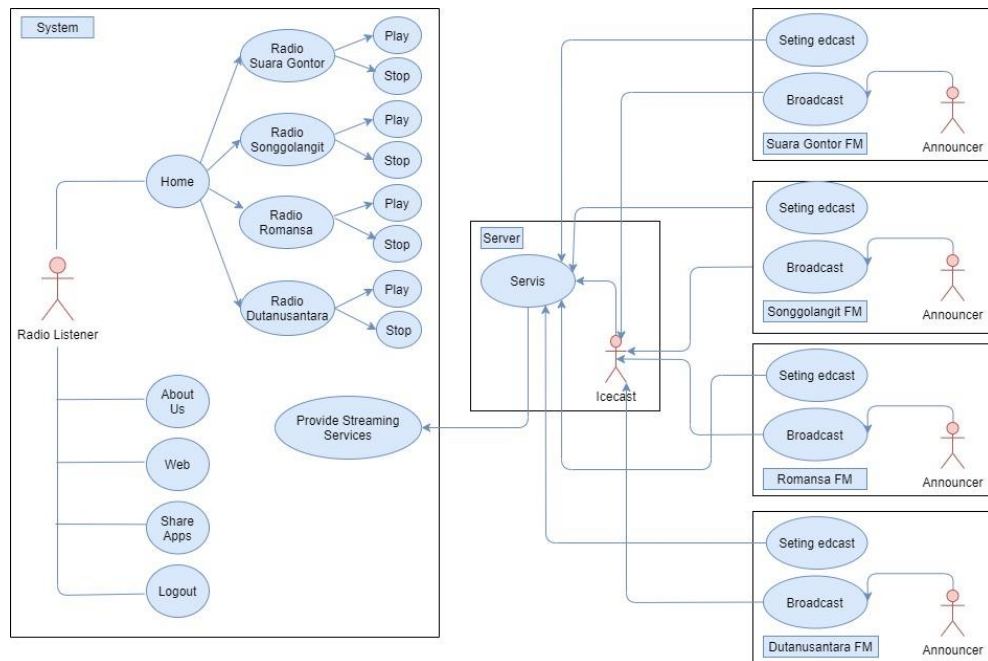 System
Radio
Suara Gontor
Play
Stop
Radio
Songgolangit
Play
Stop
Home
Radio
Romansa
Play
Stop
Radio
Dutanusantara
Play
Stop
Radio Listener
About
Us
Web
Share
Apps
Logout
Provide Streaming
Services
Server
Servis
Icecast
Seting edcast
Broadcast
Suara Gontor FM
Announcer
Seting edcast
Broadcast
Songgolangit FM
Announcer
Seting edcast
Broadcast
Romansa FM
Announcer
Seting edcast
Broadcast
Dutanusantara FM
Announcer